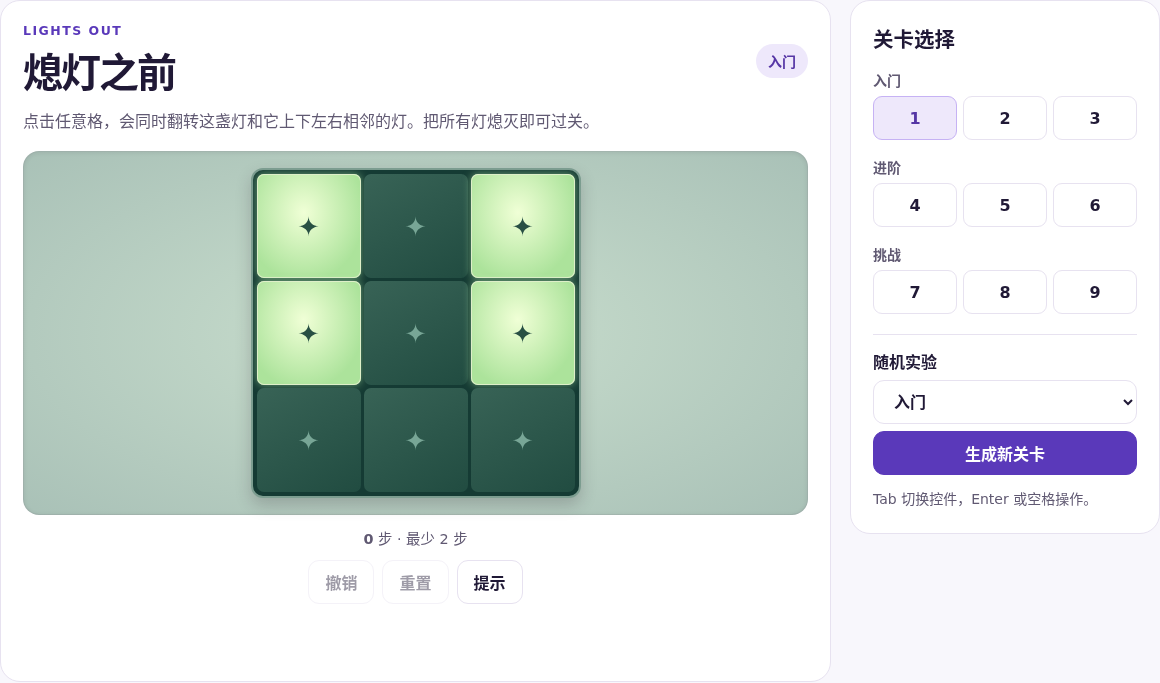 LIGHTS OUT
熄灯之前
入门
点击任意格，会同时翻转这盏灯和它上下左右相邻的灯。把所有灯熄灭即可过关。
0 步 · 最少 2 步
撤销 重置 提示
关卡选择
入门
1 2 3
进阶
4 5 6
挑战
7 8 9
随机实验
入门
生成新关卡
Tab 切换控件，Enter 或空格操作。